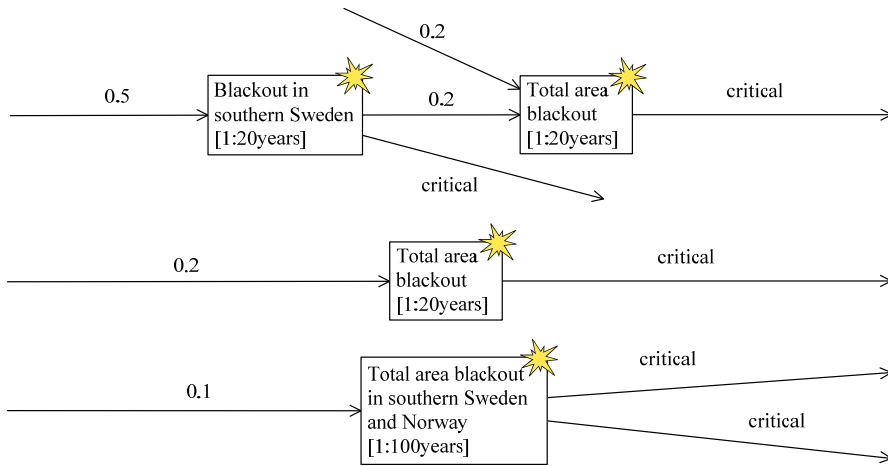 0.2
0.5
Blackout in
southern Sweden
[1:20years]
0.2
Total area
blackout
[1:20years]
critical
critical
0.2
Total area
blackout
[1:20years]
critical
0.1
Total area blackout
in southern Sweden
and Norway
[1:100years]
critical
critical